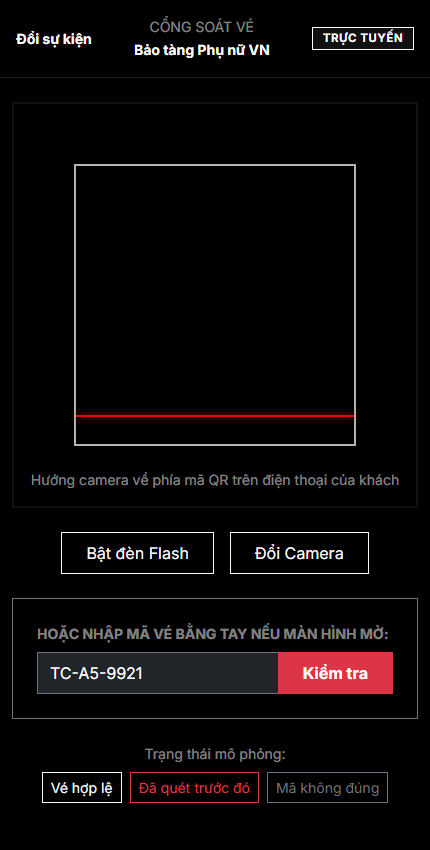 Đổi sự kiện
CỔNG SOÁT VÉ
Bảo tàng Phụ nữ VN
TRỰC TUYẾN
Hướng camera về phía mã QR trên điện thoại của khách
Bật đèn Flash
Đổi Camera
HOẶC NHẬP MÃ VÉ BẰNG TAY NẾU MÀN HÌNH MỜ:
TC-A5-9921
Kiểm tra
Trạng thái mô phỏng:
Vé hợp lệ
Đã quét trước đó
Mã không đúng